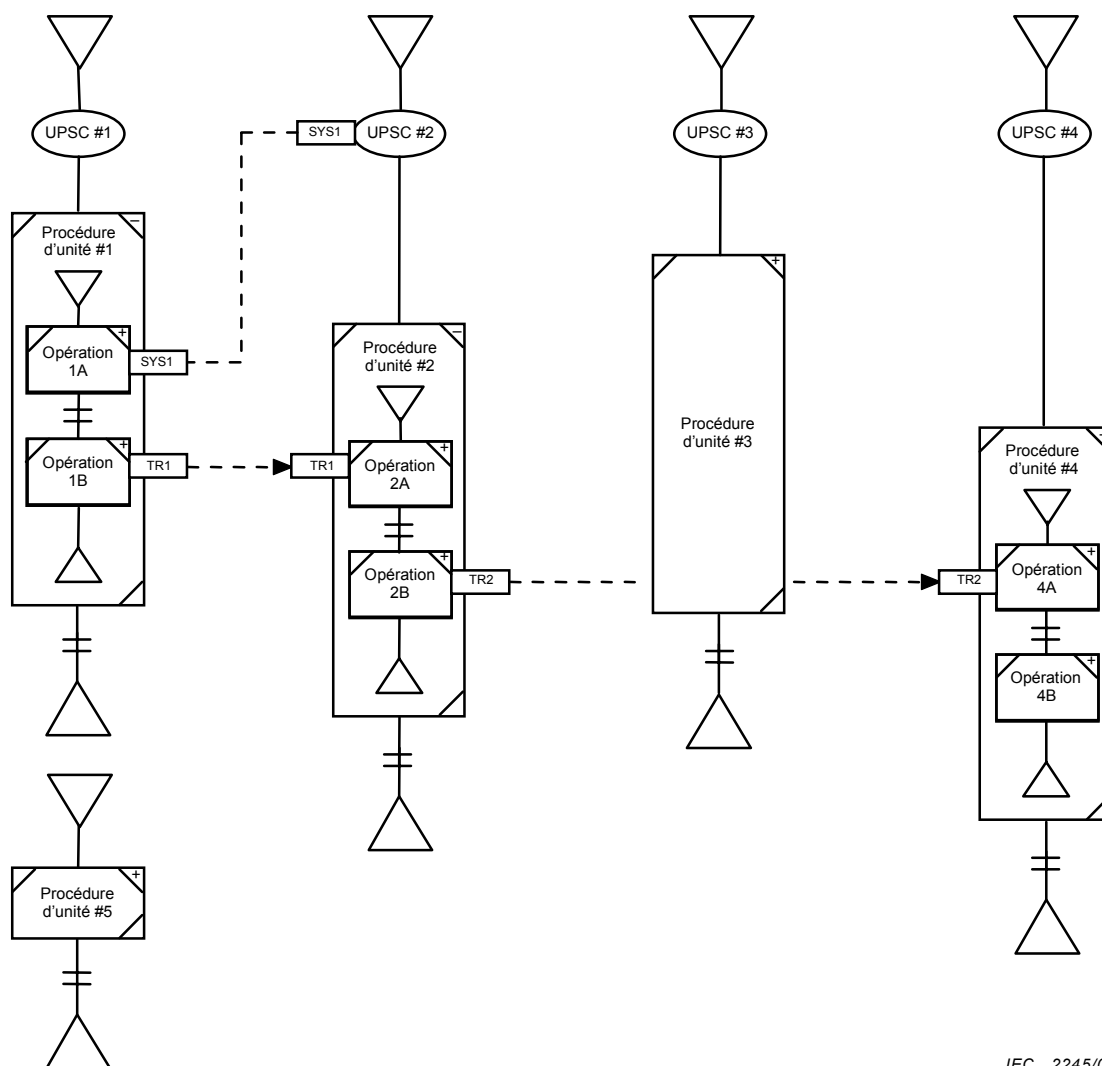 UPSC #1
SYS1
UPSC #2
UPSC #3
UPSC #4
–
Procédure
d'unité #1
+
Opération
1A
SYS1
+
Opération
1B
TR1
+
Procédure
d'unité #3
–
Procédure
d'unité #2
TR1
+
Opération
2A
+
Opération
2B
TR2
Procédure
d'unité #4
+
TR2
Opération
4A
+
Opération
4B
+
Procédure
d'unité #5
IEC 2245/0